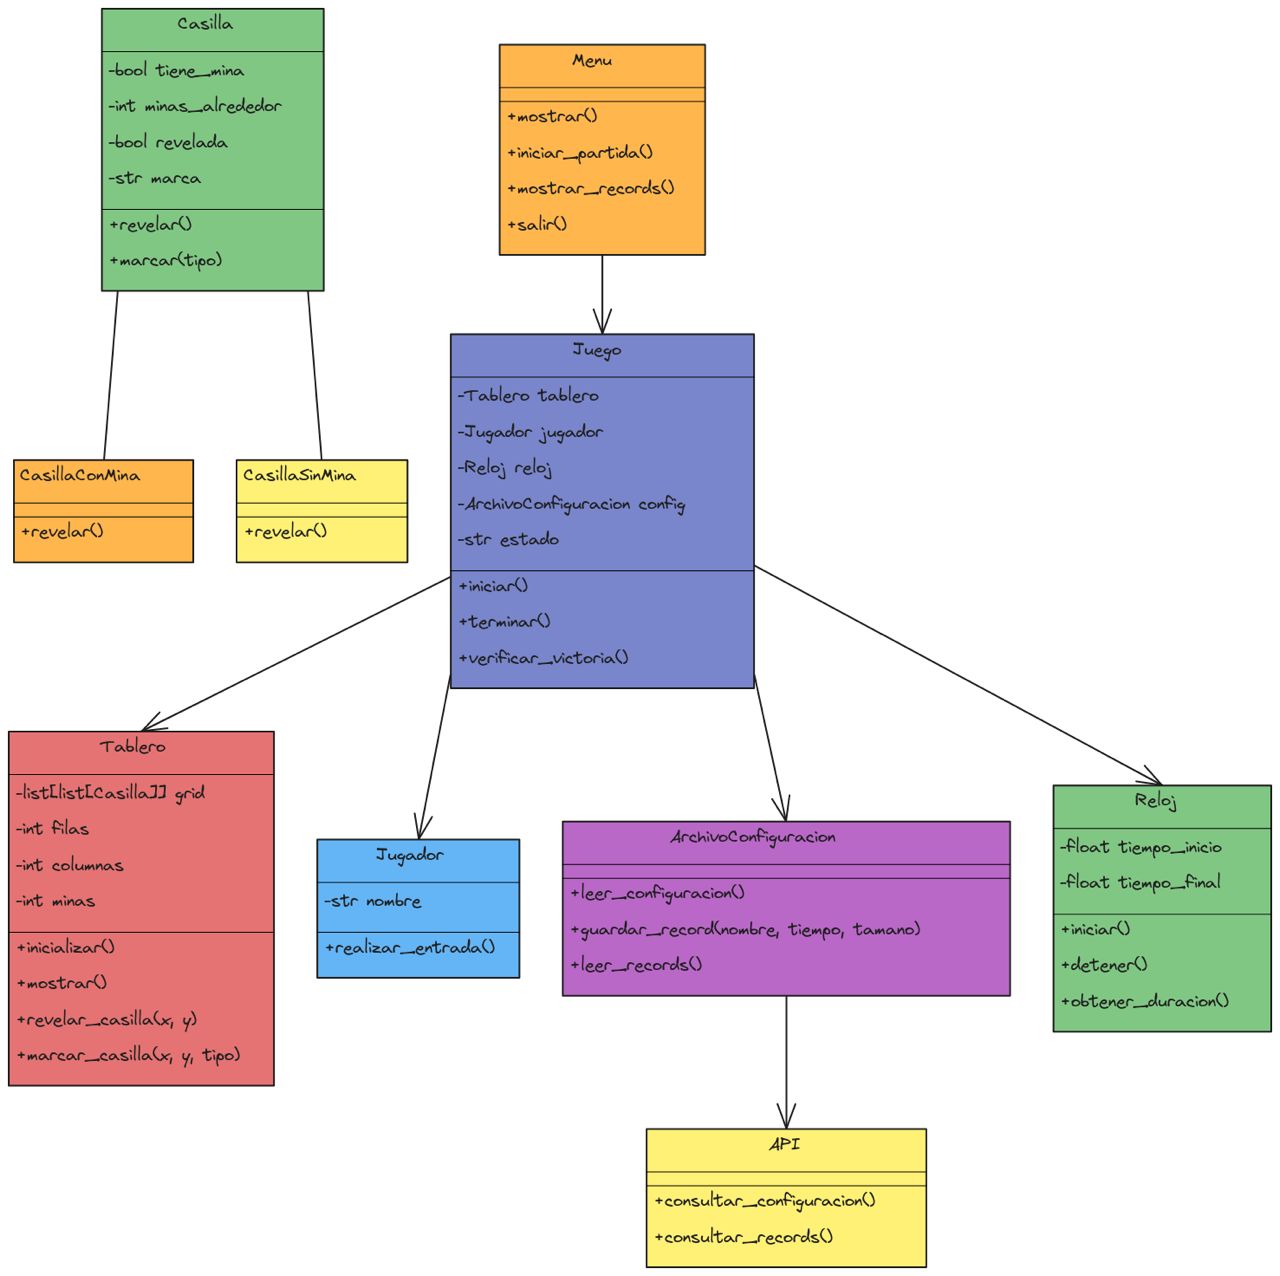 Casilla
-bool tiene_mina
-int minas_alrededor
-bool revelada
-str marca
+revelar()
+marcar(tipo)
Menu
+mostrar()
+iniciar_partida()
+mostrar_records()
+salir()
Juego
-Tablero tablero
-Jugador jugador
-Reloj reloj
-ArchivoConfiguracion config
-str estado
+iniciar()
+terminar()
+verificar_victoria()
CasillaConMina
+revelar()
CasillaSinMina
+revelar()
Tablero
-list[list[Casilla]] grid
-int filas
-int columnas
-int minas
+inicializar()
+mostrar()
+revelar_casilla(x, y)
+marcar_casilla(x, y, tipo)
Jugador
-str nombre
+realizar_entrada()
ArchivoConfiguracion
+leer_configuracion()
+guardar_record(nombre, tiempo, tamano)
+leer_records()
Reloj
-float tiempo_inicio
-float tiempo_final
+iniciar()
+detener()
+obtener_duracion()
API
+consultar_configuracion()
+consultar_records()